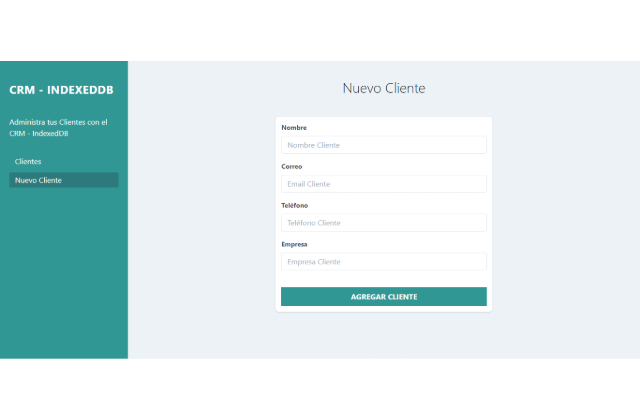 CRM - INDEXEDDB
Administra tus Clientes con el
CRM - IndexedDB
Clientes
Nuevo Cliente
Nuevo Cliente
Nombre
Nombre Cliente
Correo
Email Cliente
Teléfono
Teléfono Cliente
Empresa
Empresa Cliente
AGREGAR CLIENTE